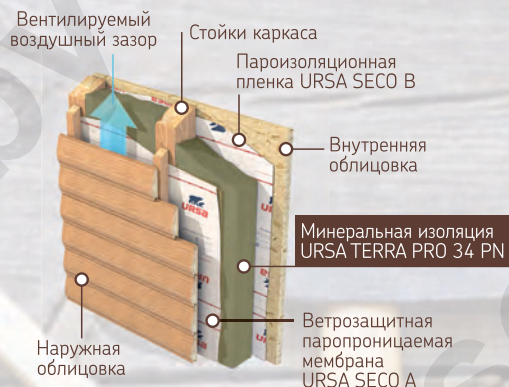 Вентилируемый
воздушный зазор
Стойки каркаса
Пароизоляционная
пленка URSA SECO B
Внутренняя
облицовка
Минеральная изоляция
URSA TERRA PRO 34 PN
Ветрозащитная
паропроницаемая
мембрана
URSA SECO A
Наружная
облицовка
URSA